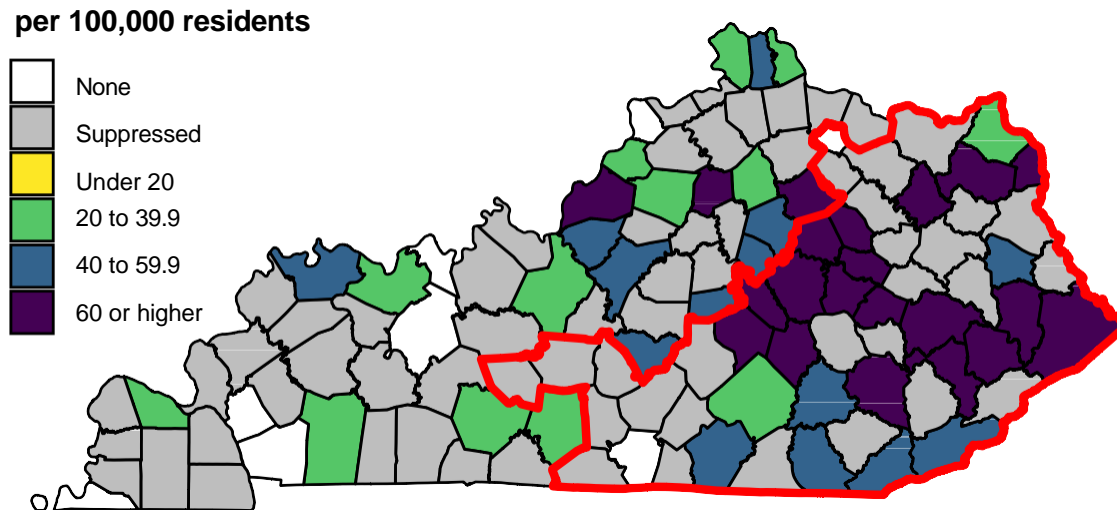 per 100,000 residents
None
Suppressed
Under 20
20 to 39.9
40 to 59.9
60 or higher